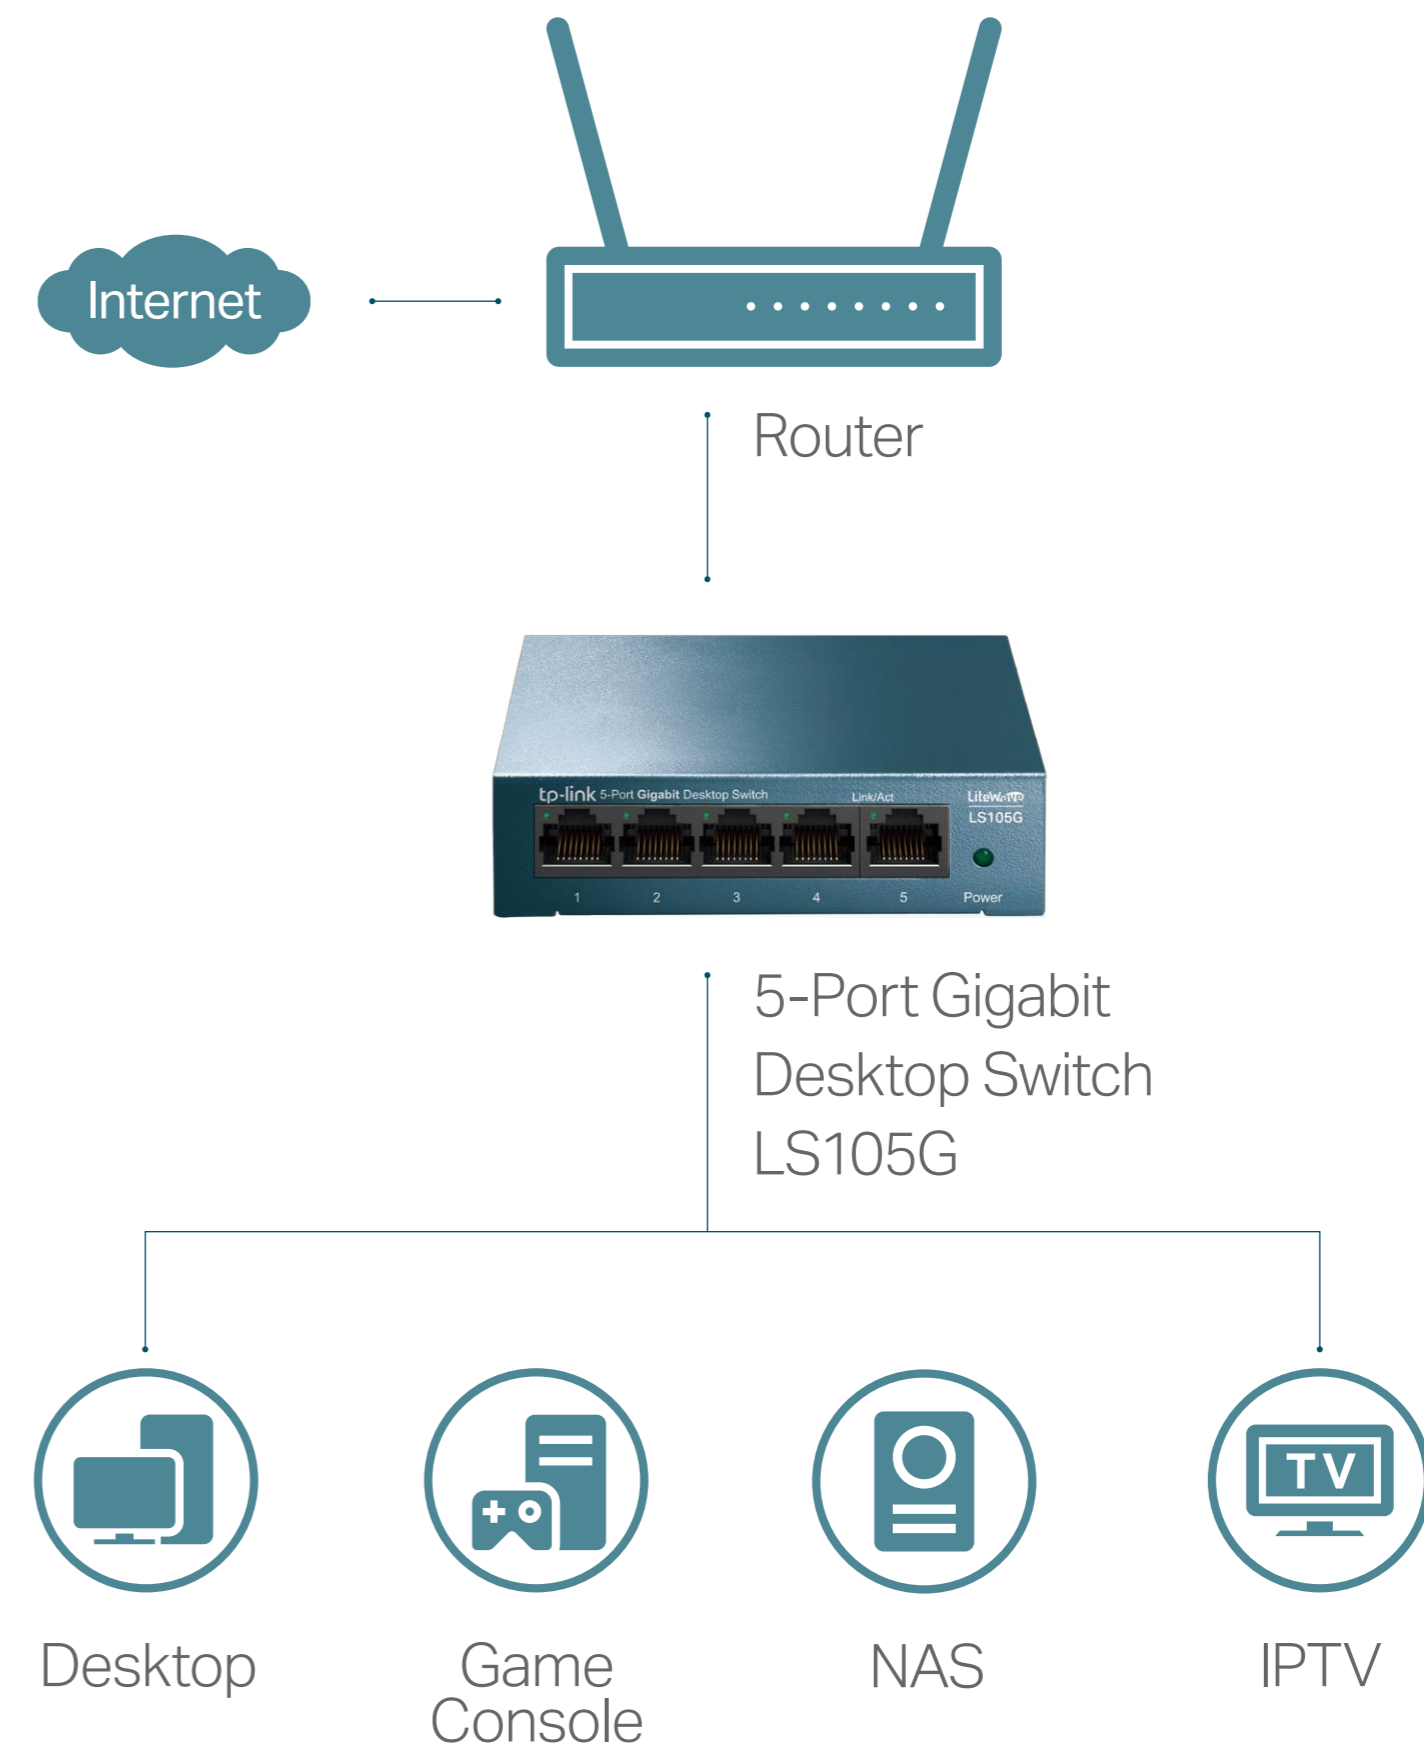 Internet
Router
tp-link 5-Port Gigabit Desktop Switch
Link/Act
LiteWave
LS105G
1 2 3 4 5 Power
5-Port Gigabit
Desktop Switch
LS105G
Desktop
Game
Console
NAS
TV
IPTV